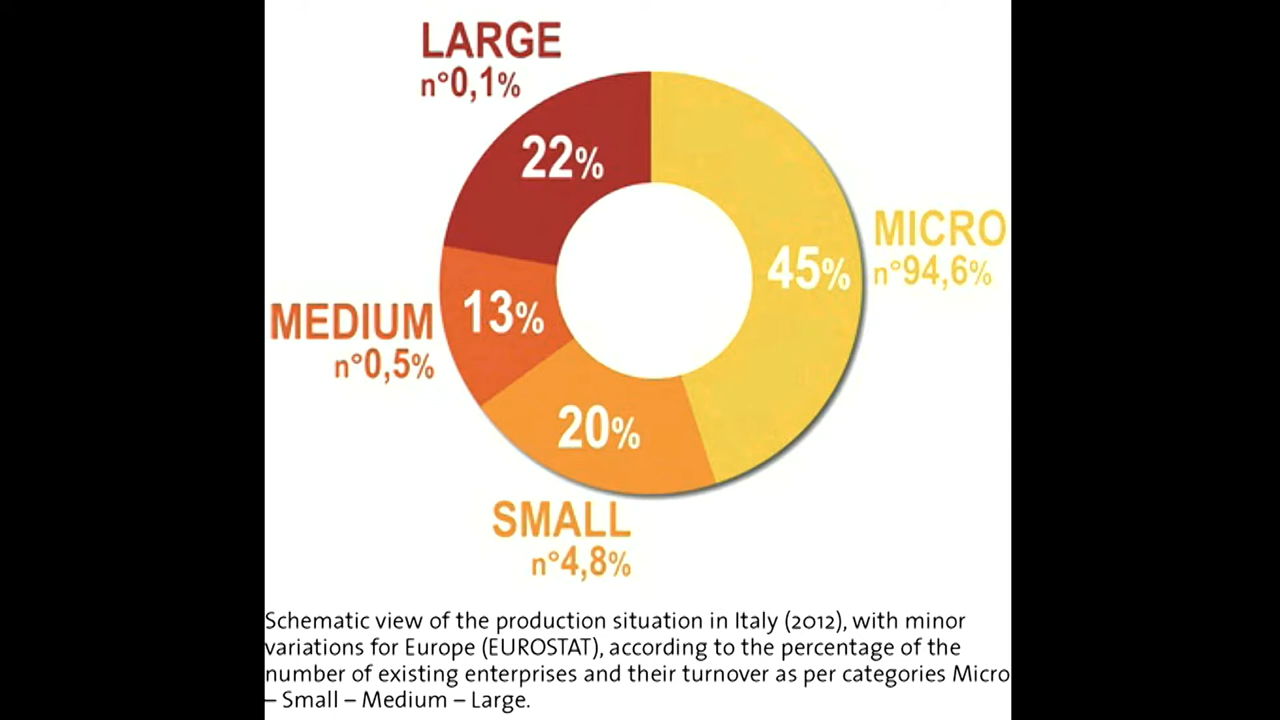 LARGE
n°0,1%
22%
MICRO
n°94,6%
45%
MEDIUM
n°0,5%
13%
20%
SMALL
n°4,8%
Schematic view of the production situation in Italy (2012), with minor
variations for Europe (EUROSTAT), according to the percentage of the
number of existing enterprises and their turnover as per categories Micro
– Small – Medium – Large.